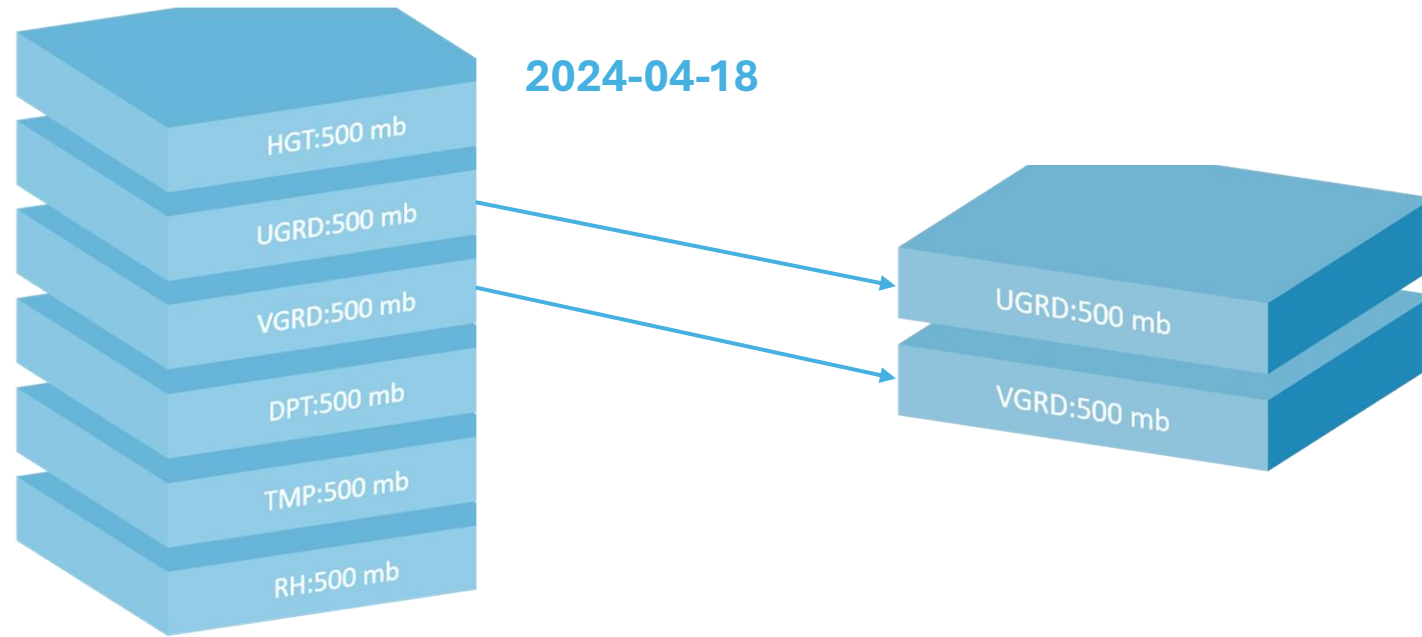 2024-04-18
HGT:500 mb
UGRD:500 mb
VGRD:500 mb
DPT:500 mb
TMP:500 mb
RH:500 mb
UGRD:500 mb
VGRD:500 mb